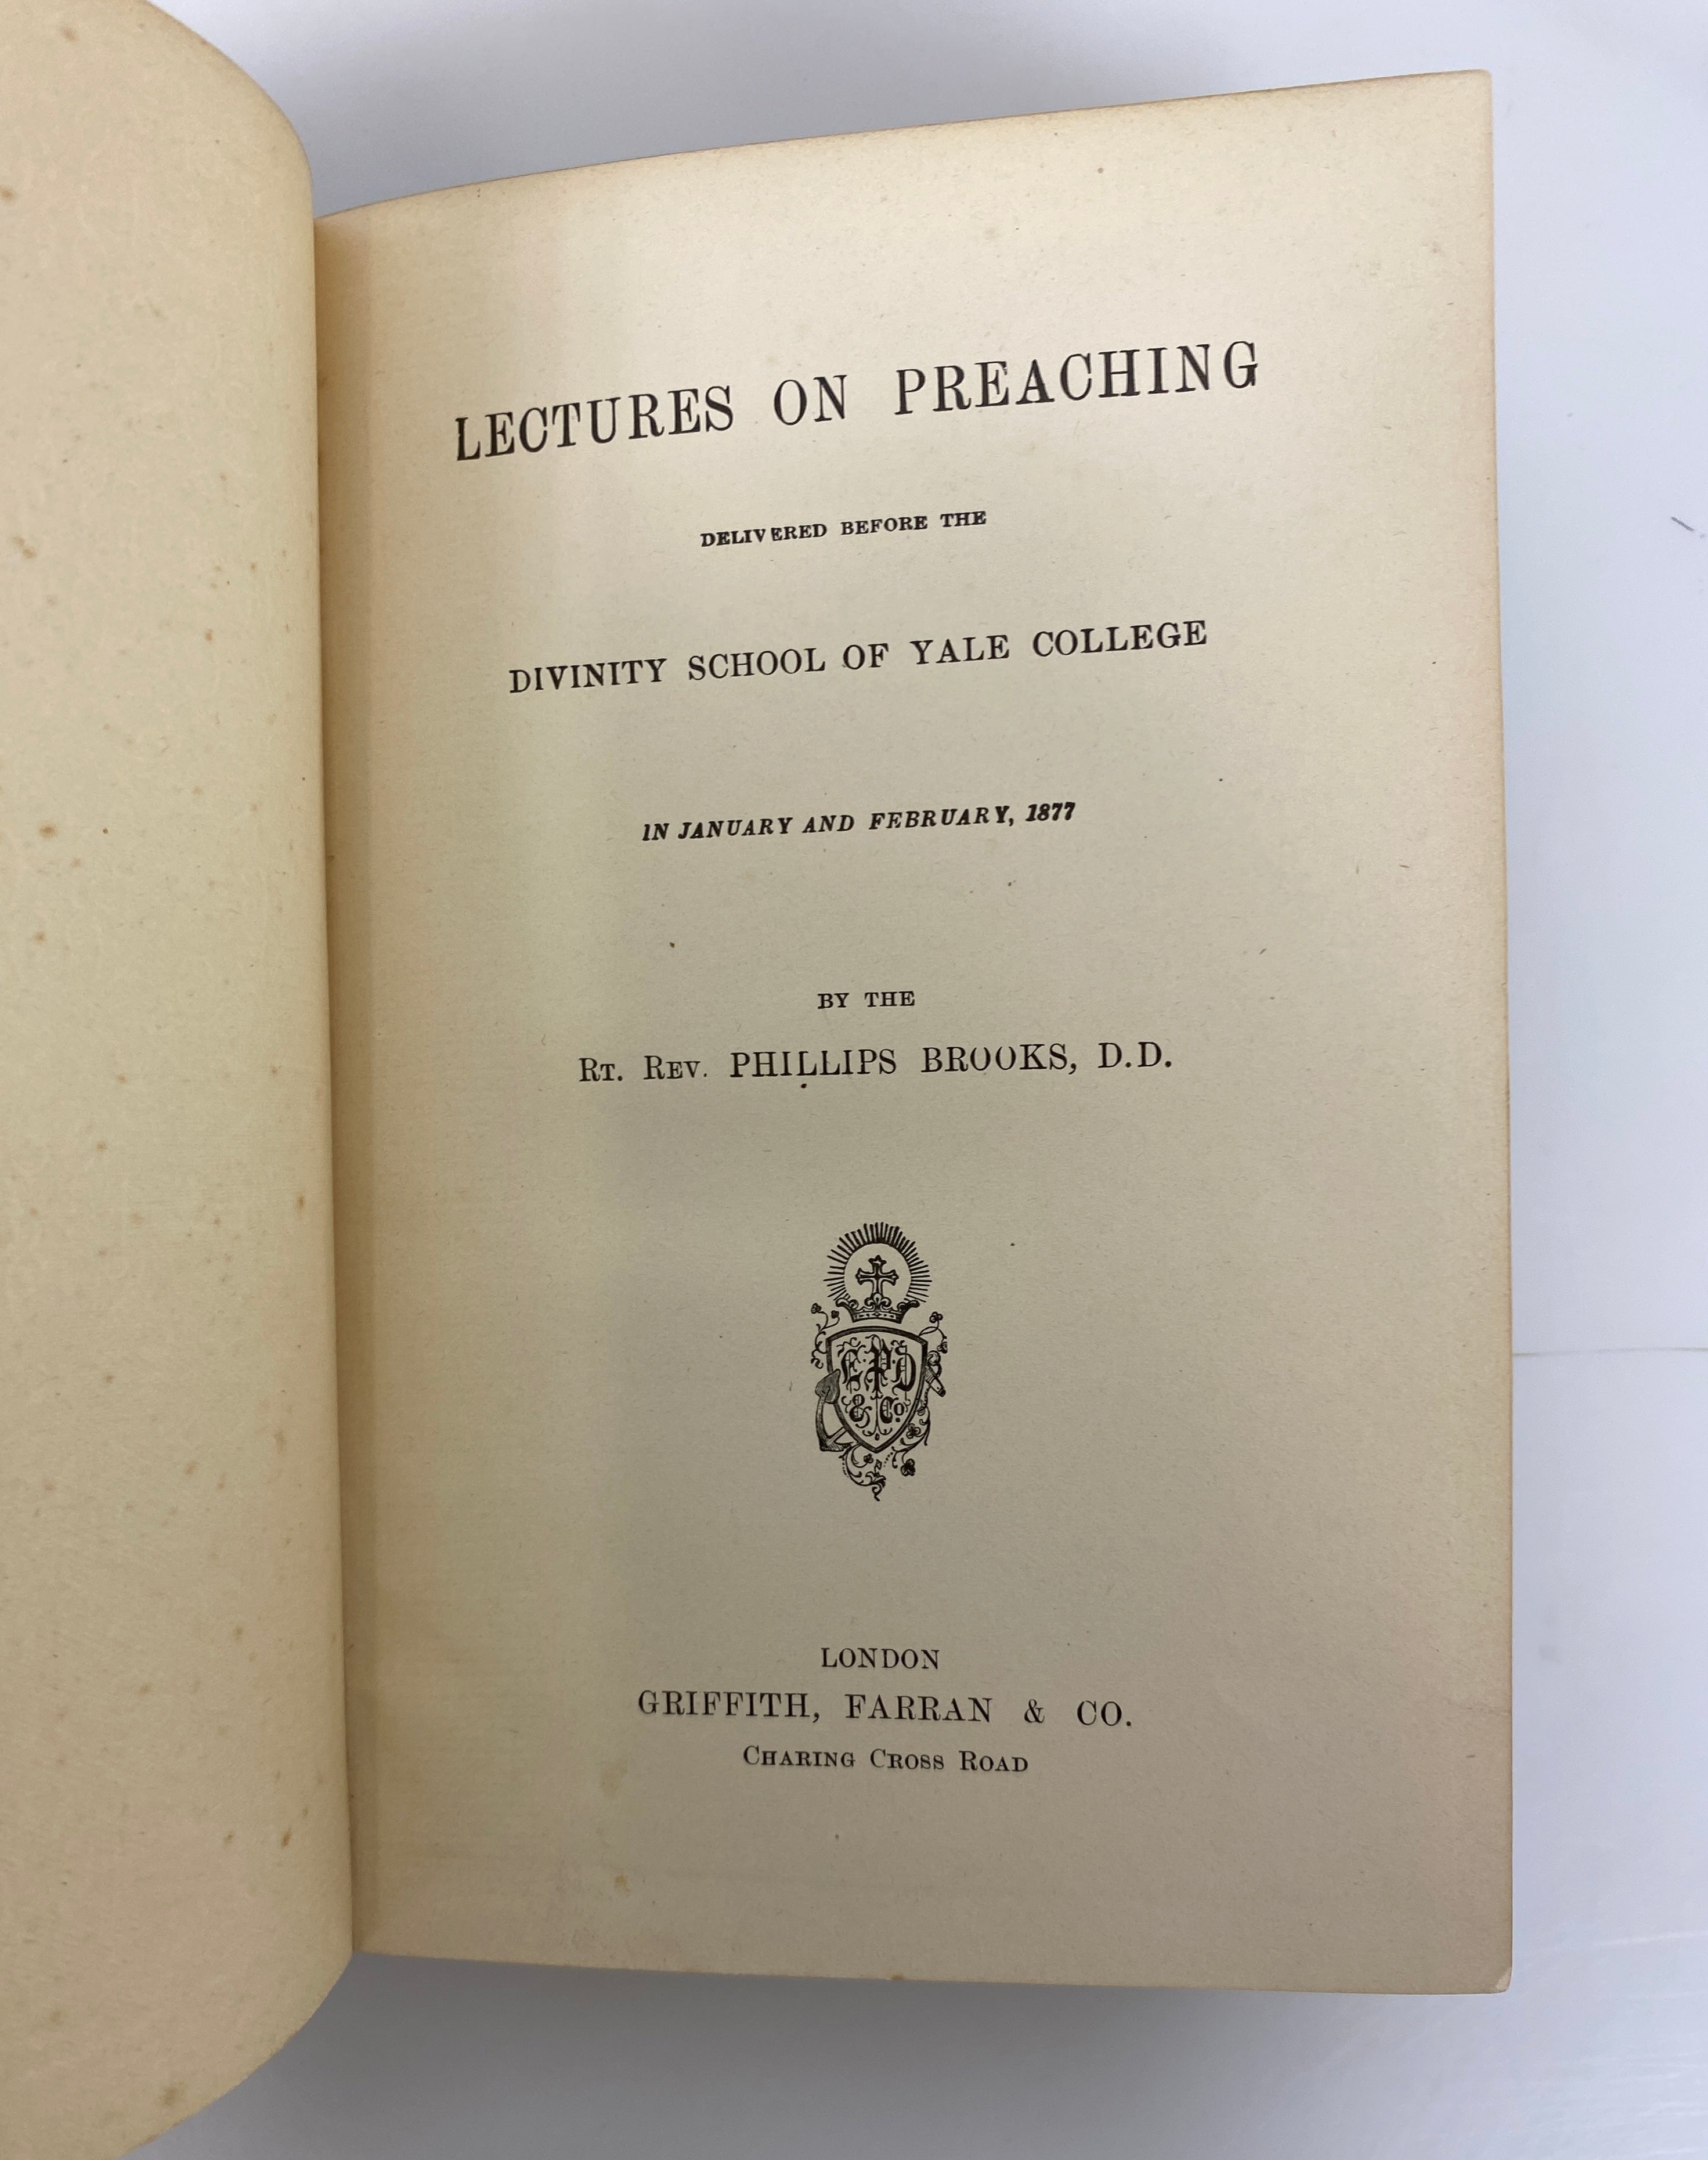 LECTURES ON PREACHING
DELIVERED BEFORE THE
DIVINITY SCHOOL OF YALE COLLEGE
IN JANUARY AND FEBRUARY, 1877
BY THE
RT. REV. PHILLIPS BROOKS, D.D.
E.P.D
& Co
LONDON
GRIFFITH, FARRAN & CO.
CHARING CROSS ROAD